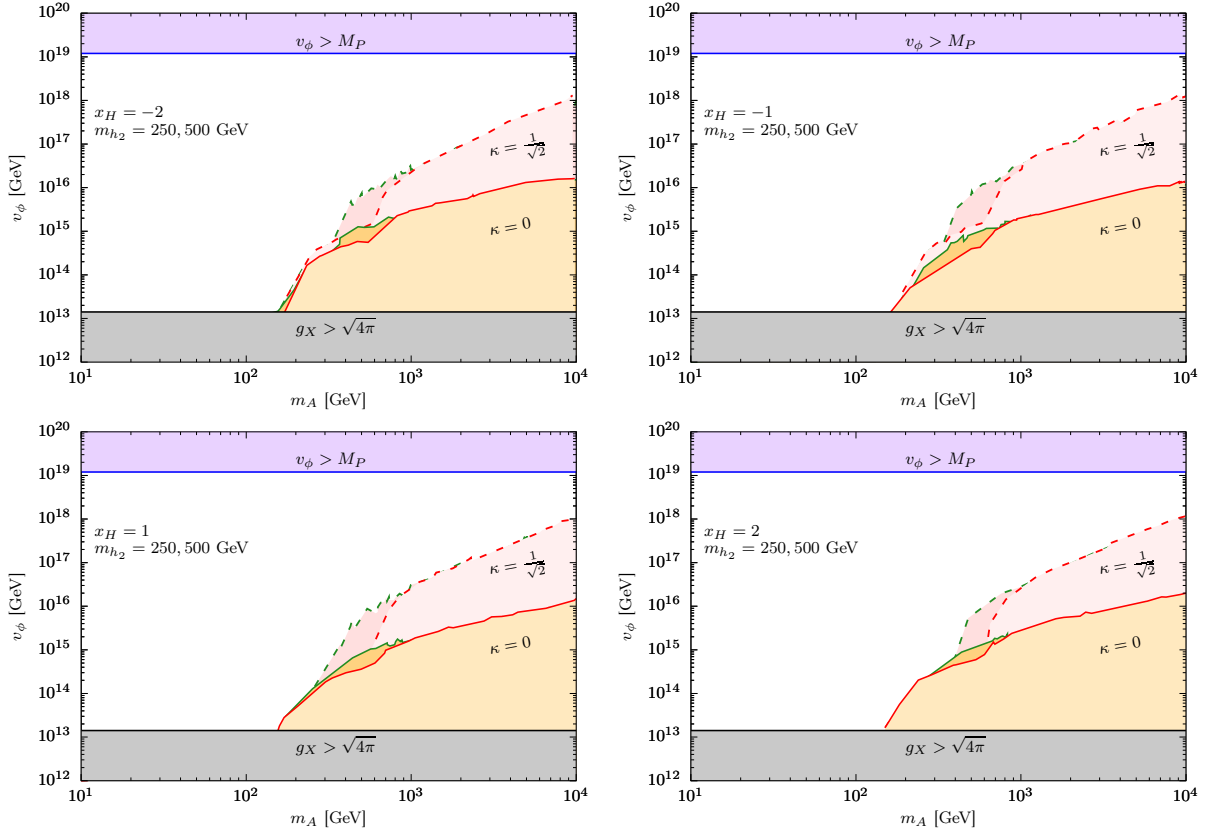 10^20
10^19
10^18
10^17
10^16
10^15
10^14
10^13
10^12
v_ϕ [GeV]
v_ϕ > M_P
x_H = −2
m_{h_2} = 250, 500 GeV
κ = 1/√2
κ = 0
g_X > √4π
10^1 10^2 10^3 10^4
m_A [GeV]
10^20
10^19
10^18
10^17
10^16
10^15
10^14
10^13
10^12
v_ϕ [GeV]
v_ϕ > M_P
x_H = −1
m_{h_2} = 250, 500 GeV
κ = 1/√2
κ = 0
g_X > √4π
10^1 10^2 10^3 10^4
m_A [GeV]
10^20
10^19
10^18
10^17
10^16
10^15
10^14
10^13
10^12
v_ϕ [GeV]
v_ϕ > M_P
x_H = 1
m_{h_2} = 250, 500 GeV
κ = 1/√2
κ = 0
g_X > √4π
10^1 10^2 10^3 10^4
m_A [GeV]
10^20
10^19
10^18
10^17
10^16
10^15
10^14
10^13
10^12
v_ϕ [GeV]
v_ϕ > M_P
x_H = 2
m_{h_2} = 250, 500 GeV
κ = 1/√2
κ = 0
g_X > √4π
10^1 10^2 10^3 10^4
m_A [GeV]